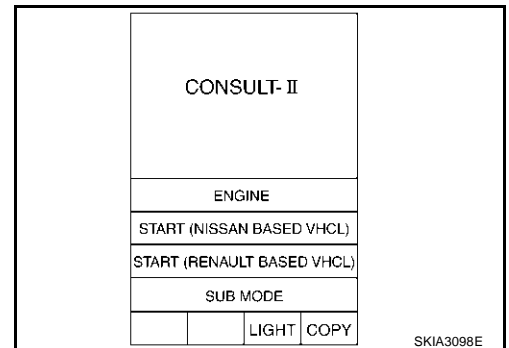 CONSULT-II
ENGINE
START (NISSAN BASED VHCL)
START (RENAULT BASED VHCL)
SUB MODE
LIGHT COPY
SKIA3098E